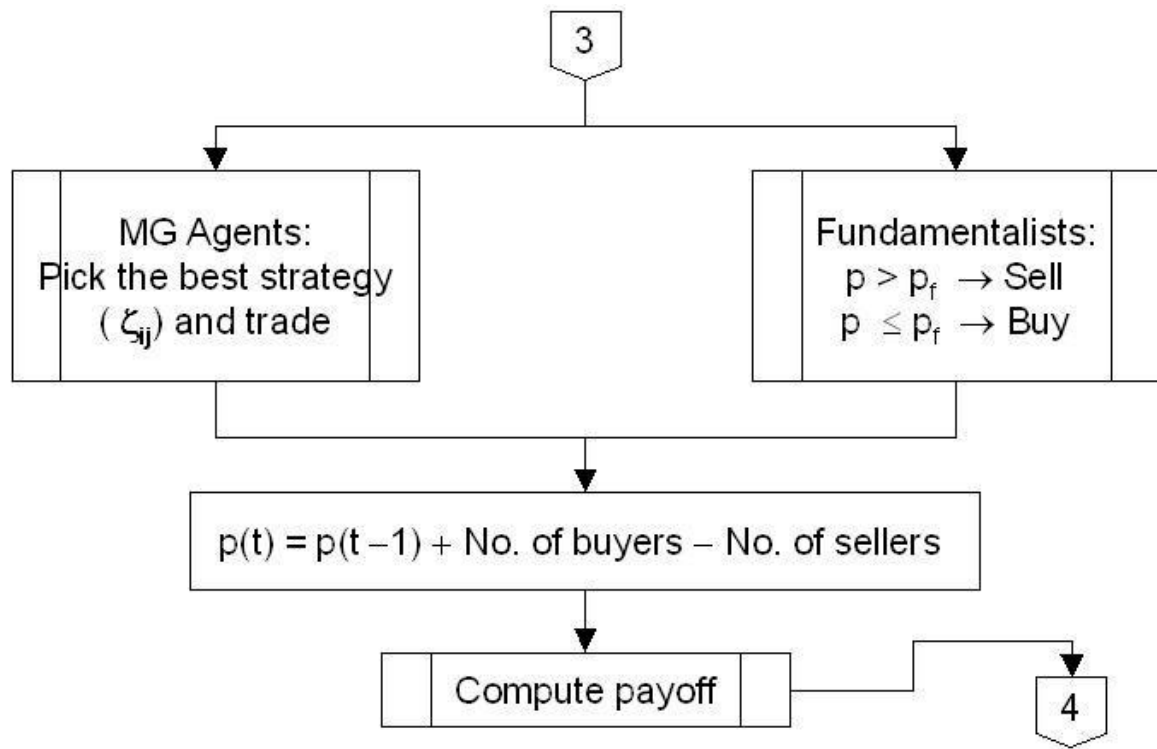 3
MG Agents:
Pick the best strategy
( ζij) and trade
Fundamentalists:
p > pf → Sell
p ≤ pf → Buy
p(t) = p(t −1) + No. of buyers − No. of sellers
Compute payoff
4